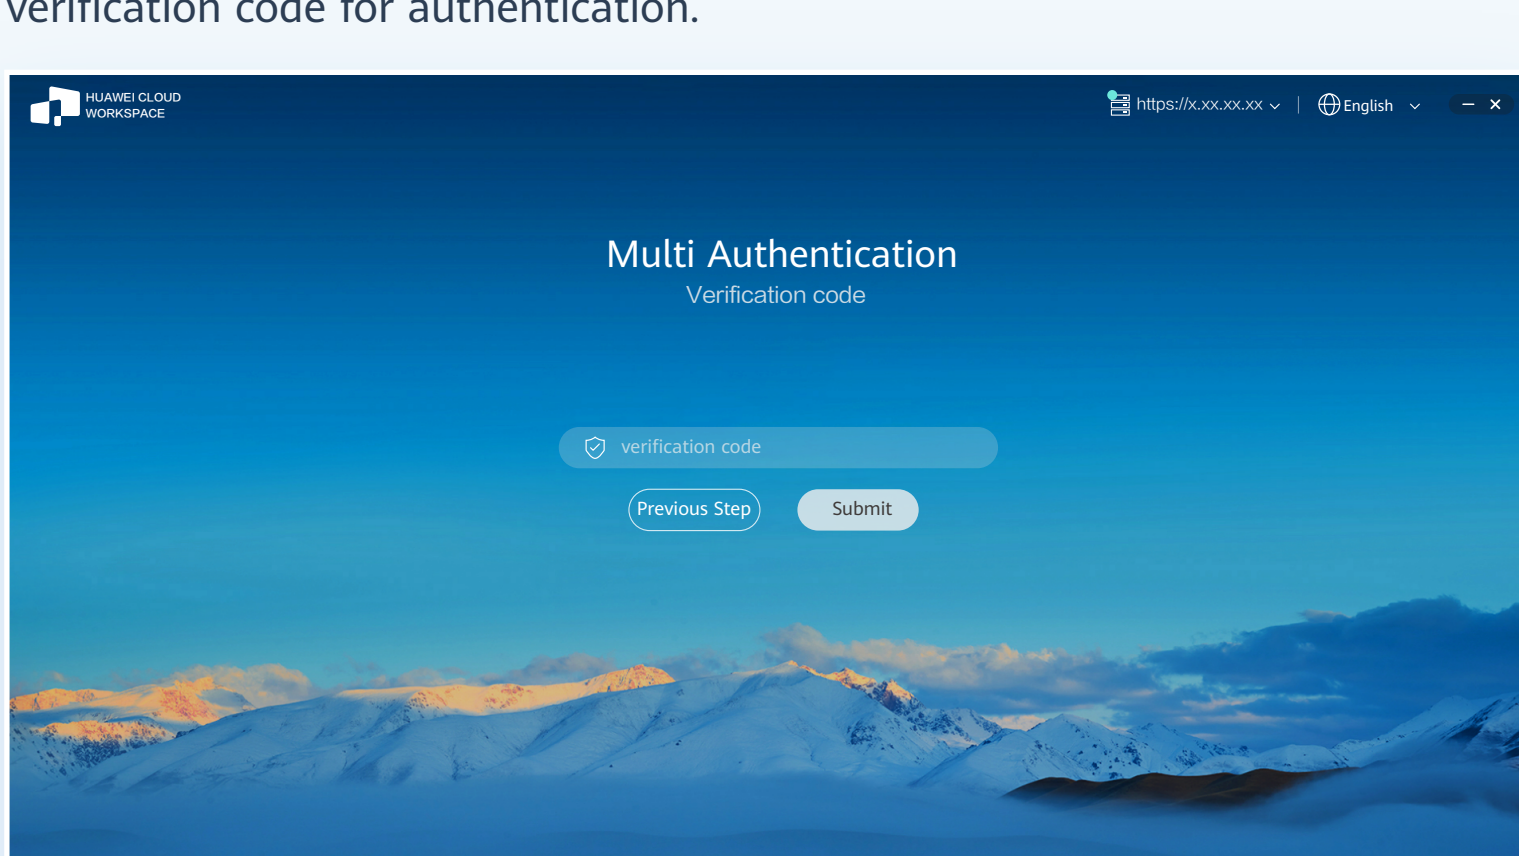 verification code for authentication.
HUAWEI CLOUD
WORKSPACE
https://x.xx.xx.xx
English
Multi Authentication
Verification code
verification code
Previous Step
Submit